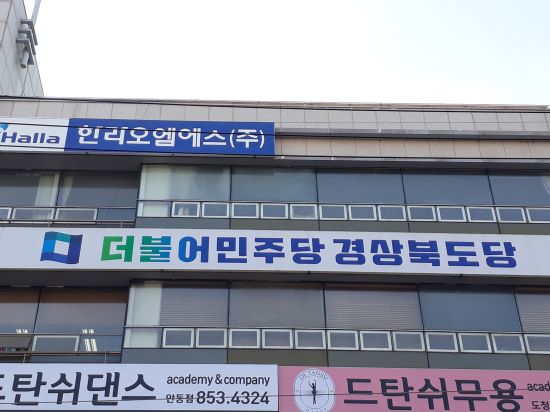 Halla 한라오엠에스(주)
더불어민주당 경상북도당
드탄쉬댄스 academy & company
안동점 853.4324
드탄쉬무용